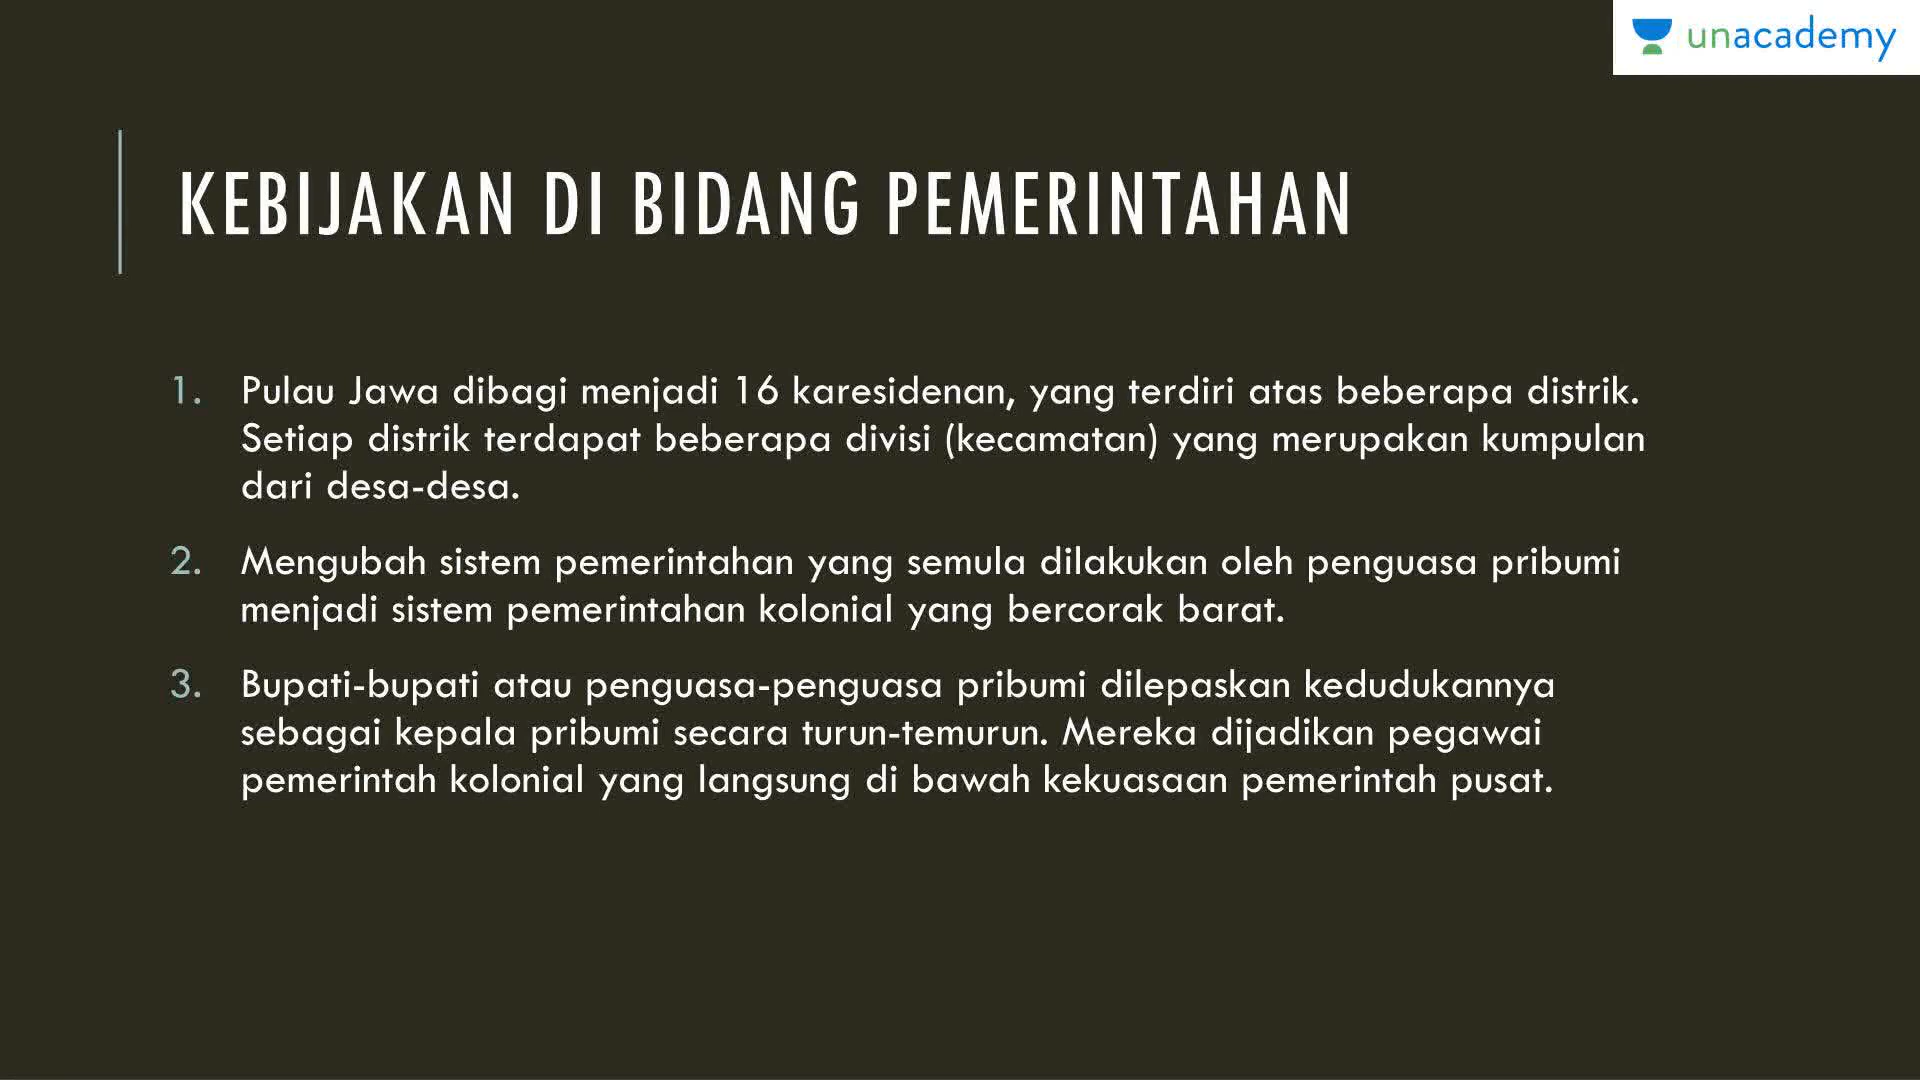 unacademy
KEBIJAKAN DI BIDANG PEMERINTAHAN
1. Pulau Jawa dibagi menjadi 16 karesidenan, yang terdiri atas beberapa distrik.
Setiap distrik terdapat beberapa divisi (kecamatan) yang merupakan kumpulan
dari desa-desa.
2. Mengubah sistem pemerintahan yang semula dilakukan oleh penguasa pribumi
menjadi sistem pemerintahan kolonial yang bercorak barat.
3. Bupati-bupati atau penguasa-penguasa pribumi dilepaskan kedudukannya
sebagai kepala pribumi secara turun-temurun. Mereka dijadikan pegawai
pemerintah kolonial yang langsung di bawah kekuasaan pemerintah pusat.